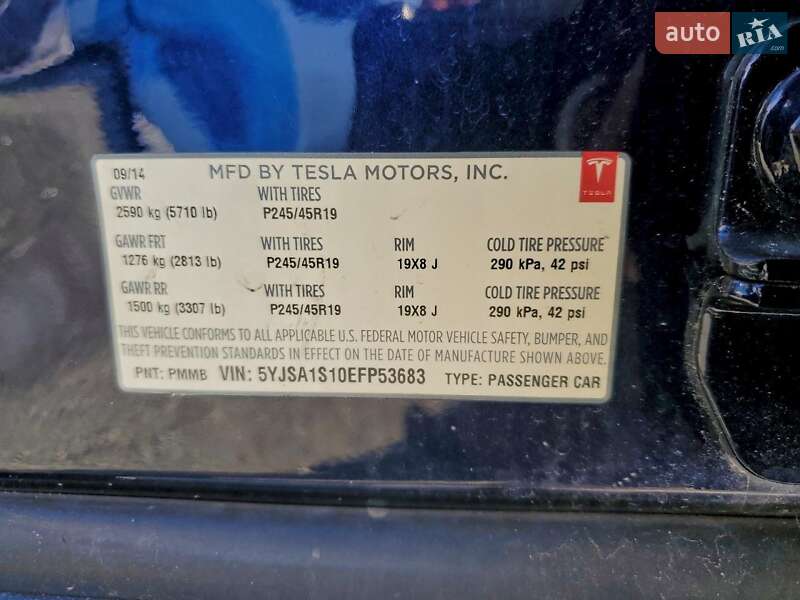 auto RIA.com
09/14 MFD BY TESLA MOTORS, INC.
TESLA
GVWR WITH TIRES
2590 kg (5710 lb) P245/45R19
GAWR FRT WITH TIRES RIM COLD TIRE PRESSURE
1276 kg (2813 lb) P245/45R19 19X8 J 290 kPa, 42 psi
GAWR RR WITH TIRES RIM COLD TIRE PRESSURE
1500 kg (3307 lb) P245/45R19 19X8 J 290 kPa, 42 psi
THIS VEHICLE CONFORMS TO ALL APPLICABLE U.S. FEDERAL MOTOR VEHICLE SAFETY, BUMPER, AND
THEFT PREVENTION STANDARDS IN EFFECT ON THE DATE OF MANUFACTURE SHOWN ABOVE.
PNT: PMMB VIN: 5YJSA1S10EFP53683 TYPE: PASSENGER CAR